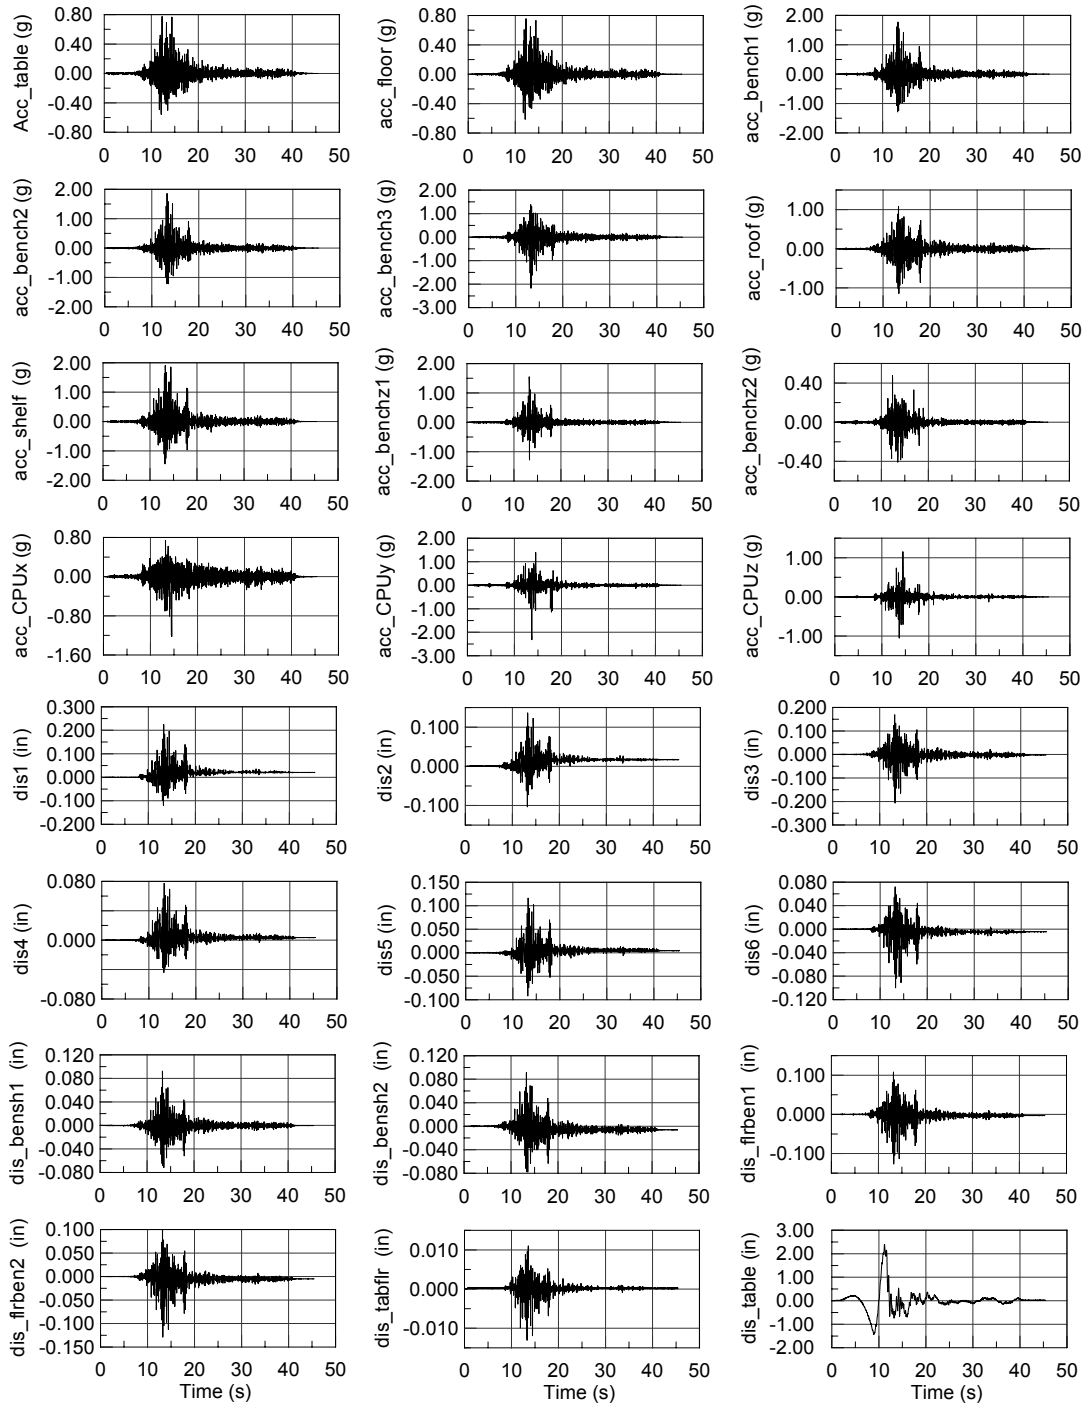 Acc_table (g)
0.80
0.40
0.00
-0.40
-0.80
0 10 20 30 40 50
acc_floor (g)
0.80
0.40
0.00
-0.40
-0.80
0 10 20 30 40 50
acc_bench1 (g)
2.00
1.00
0.00
-1.00
-2.00
0 10 20 30 40 50
acc_bench2 (g)
2.00
1.00
0.00
-1.00
-2.00
0 10 20 30 40 50
acc_bench3 (g)
2.00
1.00
0.00
-1.00
-2.00
-3.00
0 10 20 30 40 50
acc_roof (g)
1.00
0.00
-1.00
0 10 20 30 40 50
acc_shelf (g)
2.00
1.00
0.00
-1.00
-2.00
0 10 20 30 40 50
acc_benchz1 (g)
2.00
1.00
0.00
-1.00
-2.00
0 10 20 30 40 50
acc_benchz2 (g)
0.40
0.00
-0.40
0 10 20 30 40 50
acc_CPUx (g)
0.80
0.00
-0.80
-1.60
0 10 20 30 40 50
acc_CPUy (g)
2.00
1.00
0.00
-1.00
-2.00
-3.00
0 10 20 30 40 50
acc_CPUz (g)
1.00
0.00
-1.00
0 10 20 30 40 50
dis1 (in)
0.300
0.200
0.100
0.000
-0.100
-0.200
0 10 20 30 40 50
dis2 (in)
0.100
0.000
-0.100
0 10 20 30 40 50
dis3 (in)
0.200
0.100
0.000
-0.100
-0.200
-0.300
0 10 20 30 40 50
dis4 (in)
0.080
0.000
-0.080
0 10 20 30 40 50
dis5 (in)
0.150
0.100
0.050
0.000
-0.050
-0.100
0 10 20 30 40 50
dis6 (in)
0.080
0.040
0.000
-0.040
-0.080
-0.120
0 10 20 30 40 50
dis_bensh1 (in)
0.120
0.080
0.040
0.000
-0.040
-0.080
0 10 20 30 40 50
dis_bensh2 (in)
0.120
0.080
0.040
0.000
-0.040
-0.080
0 10 20 30 40 50
dis_flrben1 (in)
0.100
0.000
-0.100
0 10 20 30 40 50
dis_flrben2 (in)
0.100
0.050
0.000
-0.050
-0.100
-0.150
0 10 20 30 40 50
Time (s)
dis_tabflr (in)
0.010
0.000
-0.010
0 10 20 30 40 50
Time (s)
dis_table (in)
3.00
2.00
1.00
0.00
-1.00
-2.00
0 10 20 30 40 50
Time (s)